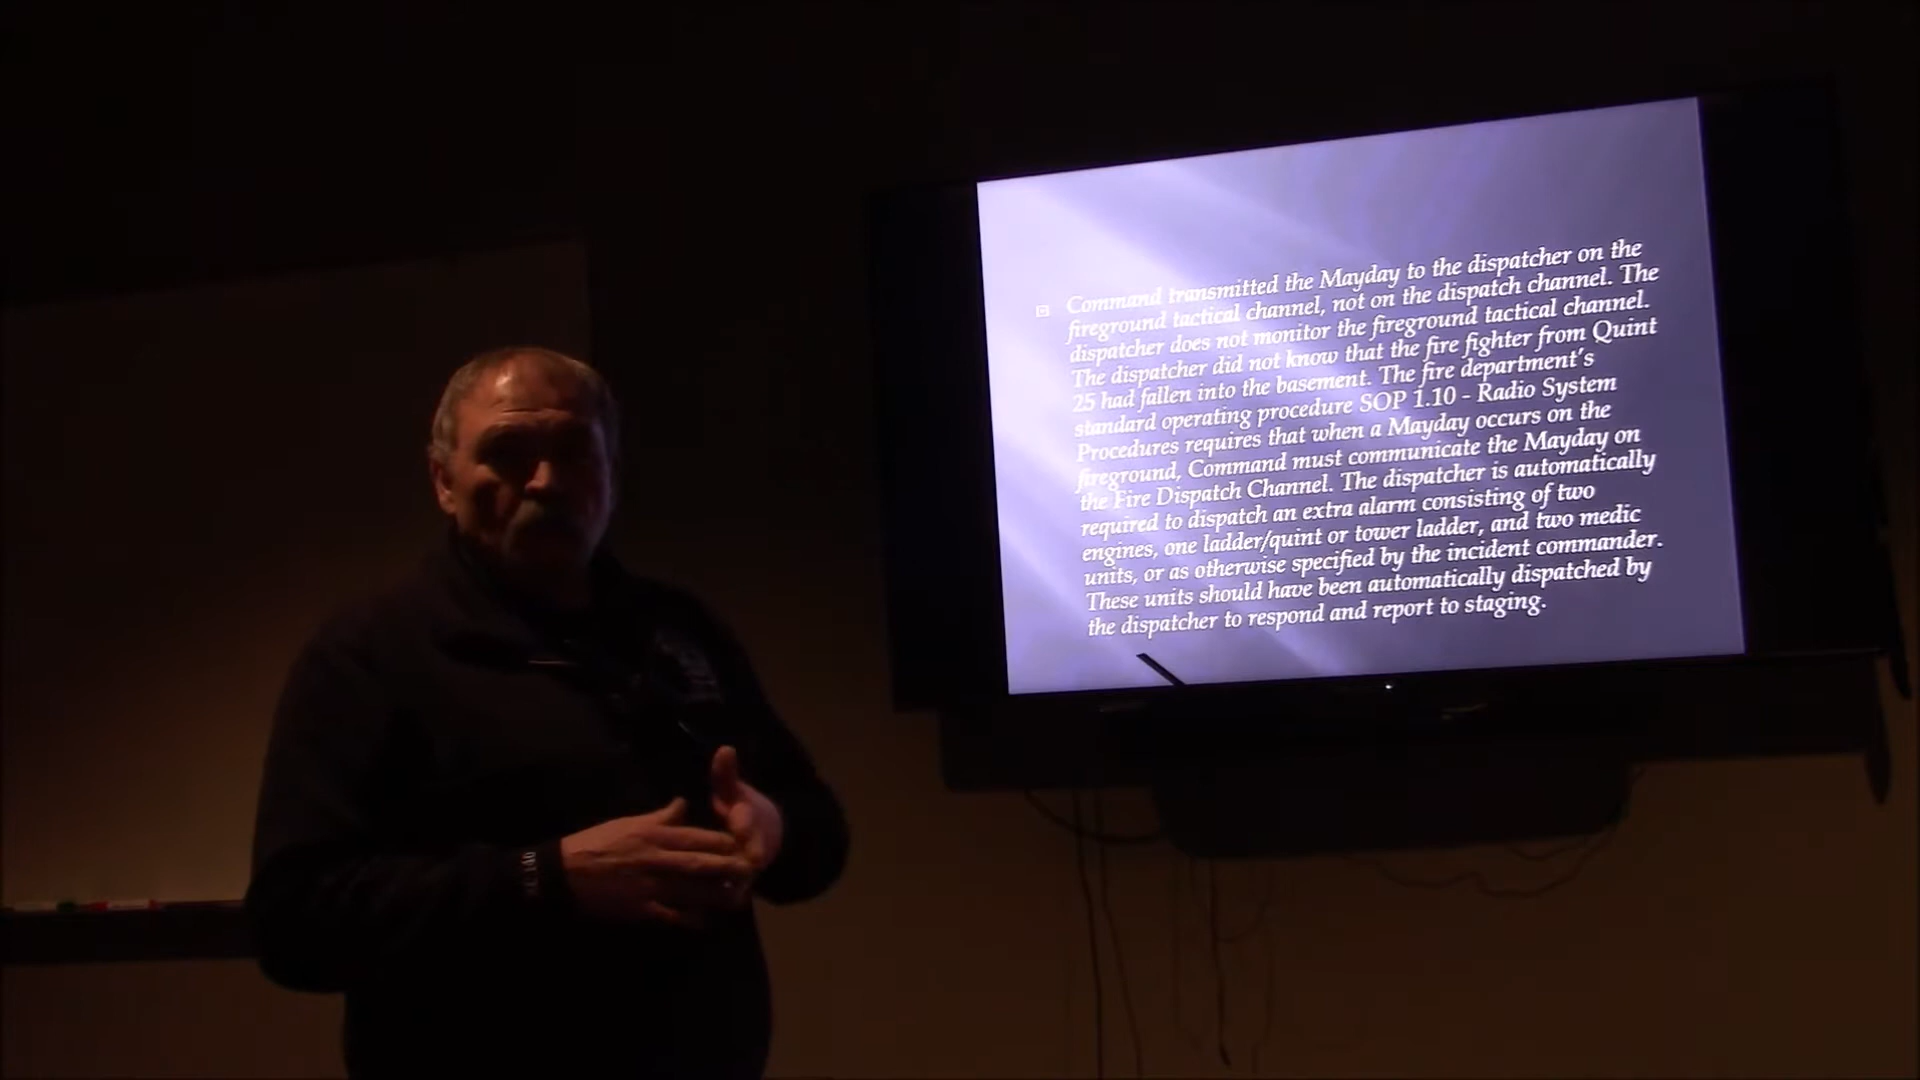 Command transmitted the Mayday to the dispatcher on the
fireground tactical channel, not on the dispatch channel. The
dispatcher does not monitor the fireground tactical channel.
The dispatcher did not know that the fire fighter from Quint
25 had fallen into the basement. The fire department's
standard operating procedure SOP 1.10 - Radio System
Procedures requires that when a Mayday occurs on the
fireground, Command must communicate the Mayday on
the Fire Dispatch Channel. The dispatcher is automatically
required to dispatch an extra alarm consisting of two
engines, one ladder/quint or tower ladder, and two medic
units, or as otherwise specified by the incident commander.
These units should have been automatically dispatched by
the dispatcher to respond and report to staging.